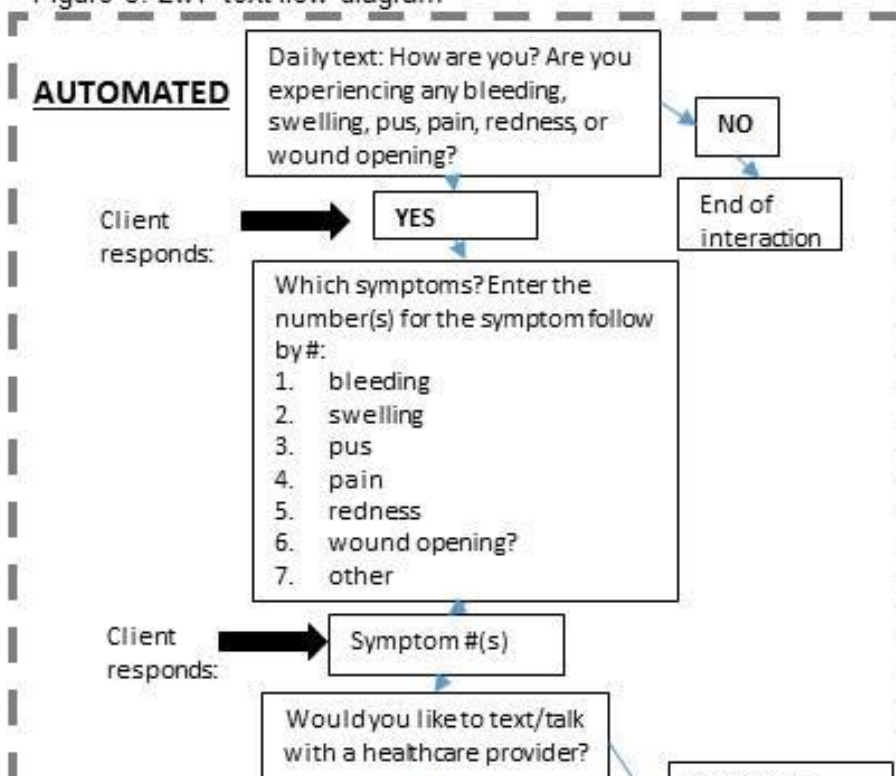 AUTOMATED
Daily text: How are you? Are you
experiencing any bleeding,
swelling, pus, pain, redness, or
wound opening?
NO
End of
interaction
Client
responds:
YES
Which symptoms? Enter the
number(s) for the symptom follow
by #:
1. bleeding
2. swelling
3. pus
4. pain
5. redness
6. wound opening?
7. other
Client
responds:
Symptom #(s)
Would you like to text/talk
with a healthcare provider?